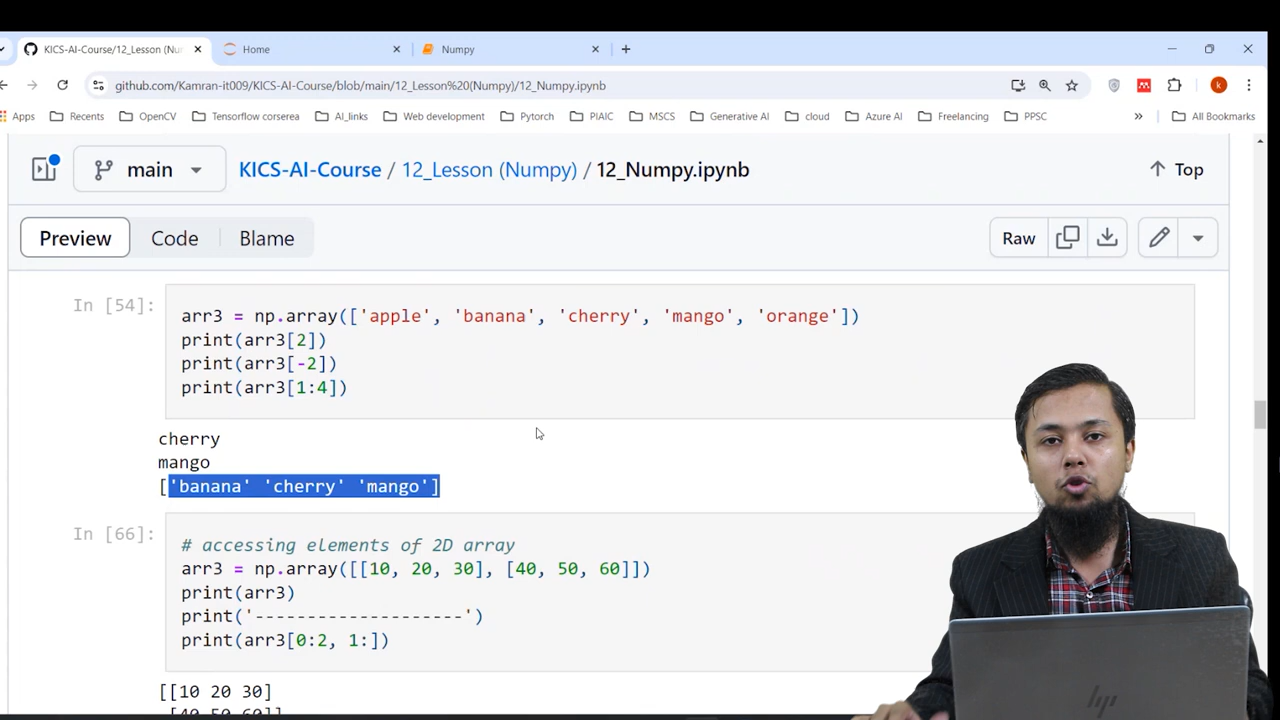 KICS-AI-Course/12_Lesson (Nu
Home
Numpy
github.com/Kamran-it009/KICS-AI-Course/blob/main/12_Lesson%20(Numpy)/12_Numpy.ipynb
k
Apps Recents OpenCV Tensorflow corserea AI_links Web development Pytorch PIAIC MSCS Generative AI cloud Azure AI Freelancing PPSC » All Bookmarks
main KICS-AI-Course / 12_Lesson (Numpy) / 12_Numpy.ipynb Top
Preview Code Blame Raw
In [54]:
arr3 = np.array(['apple', 'banana', 'cherry', 'mango', 'orange'])
print(arr3[2])
print(arr3[-2])
print(arr3[1:4])
cherry
mango
['banana' 'cherry' 'mango']
In [66]:
# accessing elements of 2D array
arr3 = np.array([[10, 20, 30], [40, 50, 60]])
print(arr3)
print('--------------------')
print(arr3[0:2, 1:])
[[10 20 30]
[40 50 60]]
hp